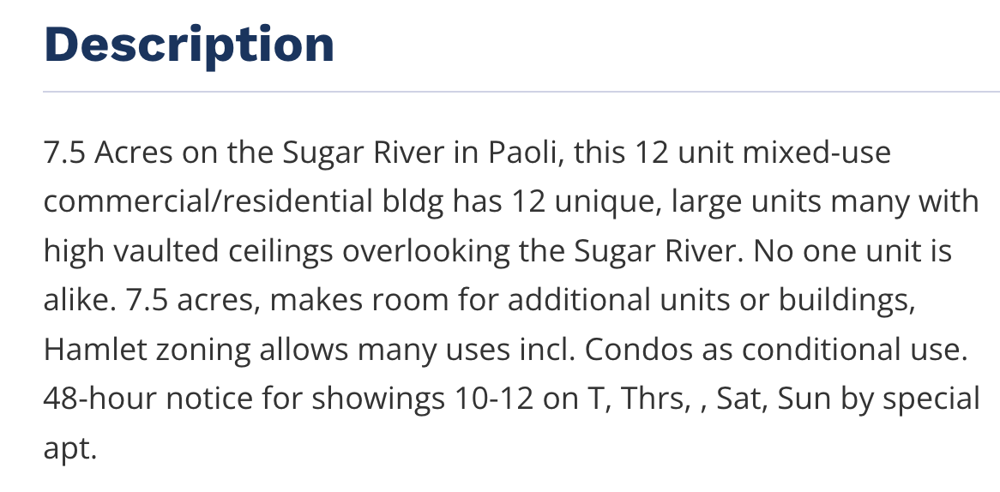 Description
7.5 Acres on the Sugar River in Paoli, this 12 unit mixed-use
commercial/residential bldg has 12 unique, large units many with
high vaulted ceilings overlooking the Sugar River. No one unit is
alike. 7.5 acres, makes room for additional units or buildings,
Hamlet zoning allows many uses incl. Condos as conditional use.
48-hour notice for showings 10-12 on T, Thrs, , Sat, Sun by special
apt.